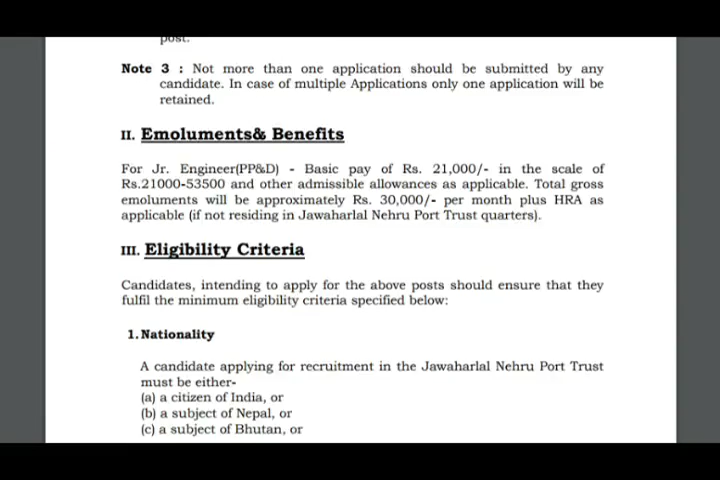 post.
Note 3 : Not more than one application should be submitted by any
candidate. In case of multiple Applications only one application will be
retained.
II. Emoluments& Benefits
For Jr. Engineer(PP&D) - Basic pay of Rs. 21,000/- in the scale of
Rs.21000-53500 and other admissible allowances as applicable. Total gross
emoluments will be approximately Rs. 30,000/- per month plus HRA as
applicable (if not residing in Jawaharlal Nehru Port Trust quarters).
III. Eligibility Criteria
Candidates, intending to apply for the above posts should ensure that they
fulfil the minimum eligibility criteria specified below:
1. Nationality
A candidate applying for recruitment in the Jawaharlal Nehru Port Trust
must be either-
(a) a citizen of India, or
(b) a subject of Nepal, or
(c) a subject of Bhutan, or